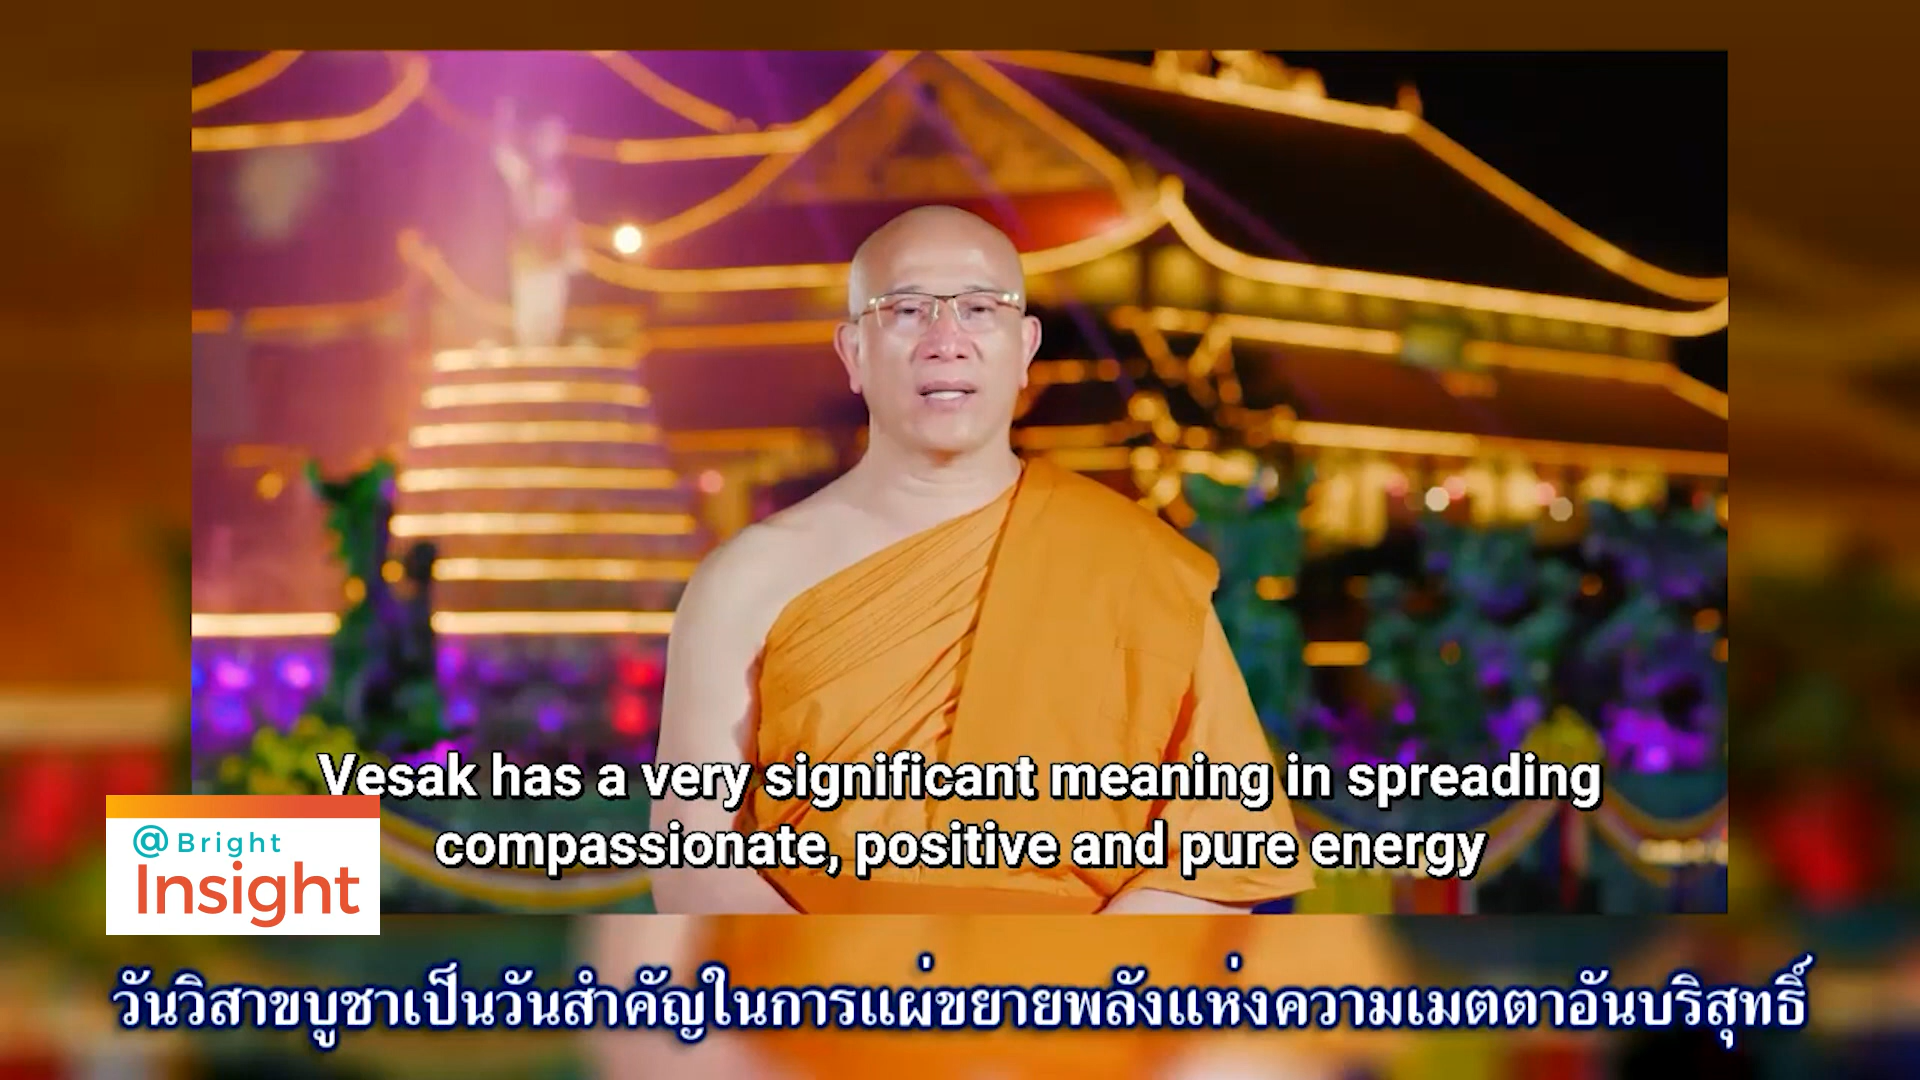 Vesak has a very significant meaning in spreading
compassionate, positive and pure energy
@Bright
Insight
วันวิสาขบูชาเป็นวันสำคัญในการแผ่ขยายพลังแห่งความเมตตาอันบริสุทธิ์